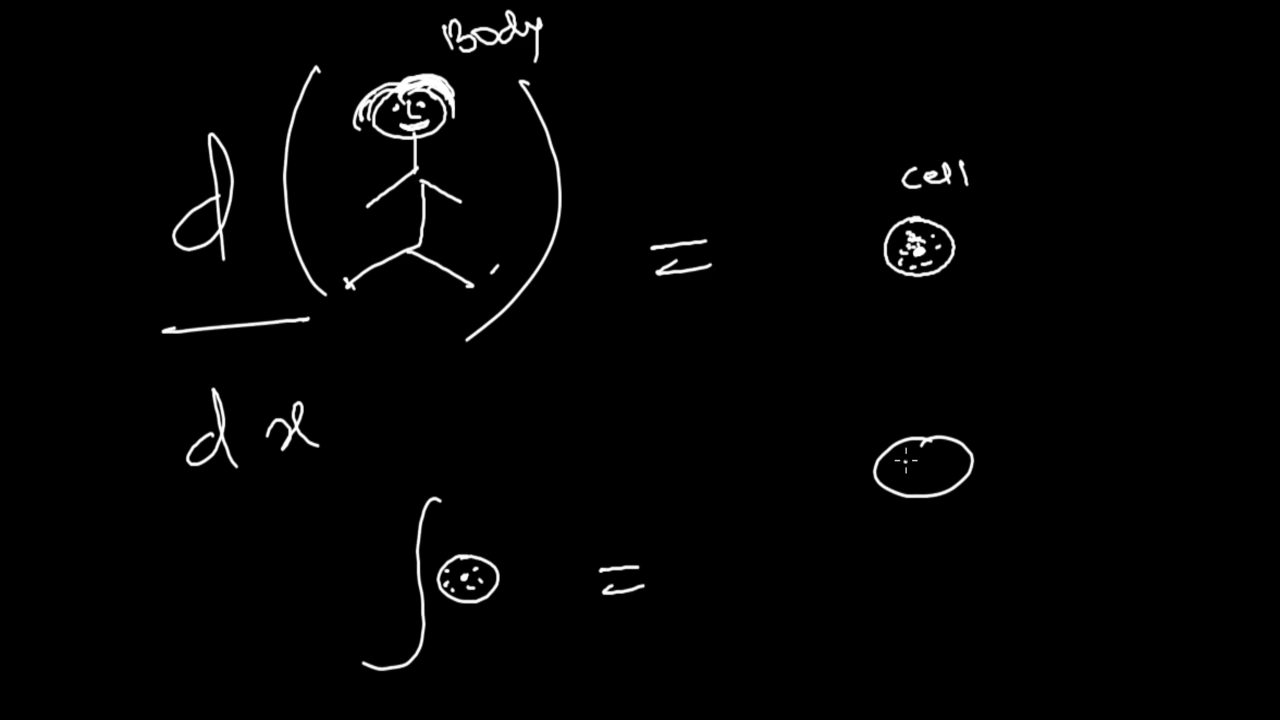 Body
d
cell
=
dx
∫ =